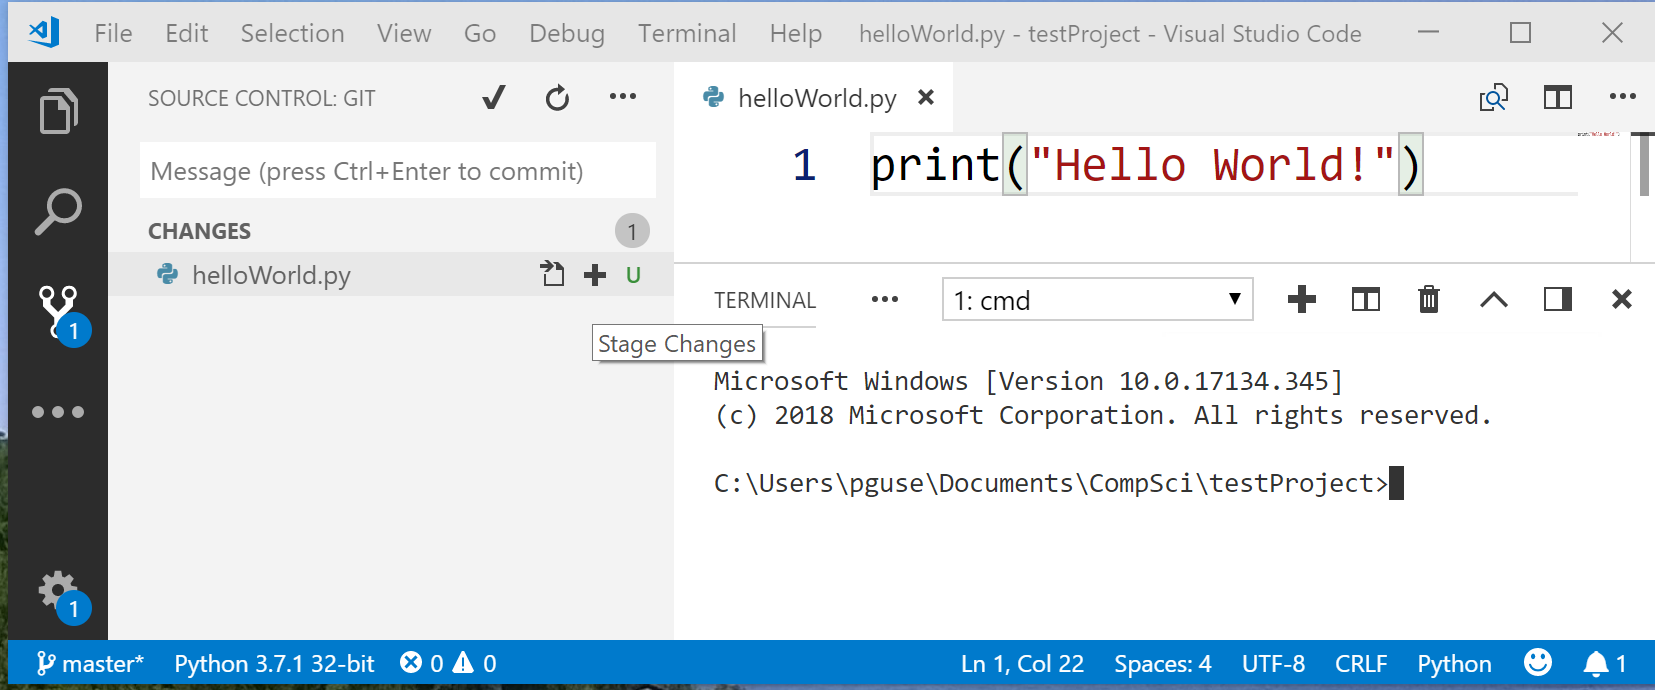 File Edit Selection View Go Debug Terminal Help helloWorld.py - testProject - Visual Studio Code
SOURCE CONTROL: GIT
Message (press Ctrl+Enter to commit)
CHANGES 1
helloWorld.py U
Stage Changes
1
1
helloWorld.py
1 print("Hello World!")
TERMINAL 1: cmd
Microsoft Windows [Version 10.0.17134.345]
(c) 2018 Microsoft Corporation. All rights reserved.
C:\Users\pguse\Documents\CompSci\testProject>
master* Python 3.7.1 32-bit 0 0 Ln 1, Col 22 Spaces: 4 UTF-8 CRLF Python 1